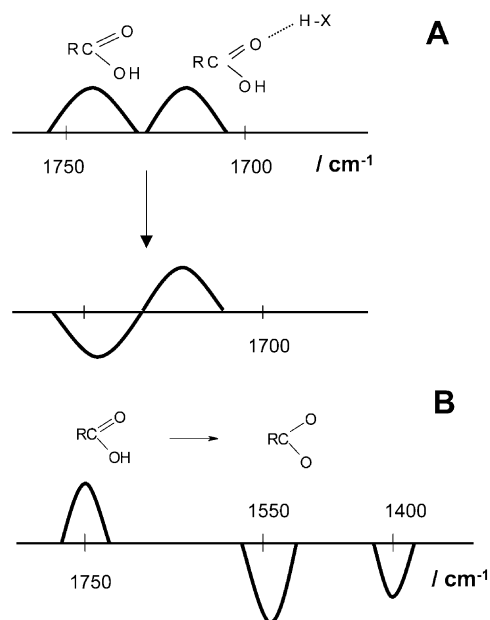 O H-X A
RC O
OH RC
OH
1750 1700 / cm-1
1700
B
O O
RC RC
OH O
1550 1400
1750 / cm-1